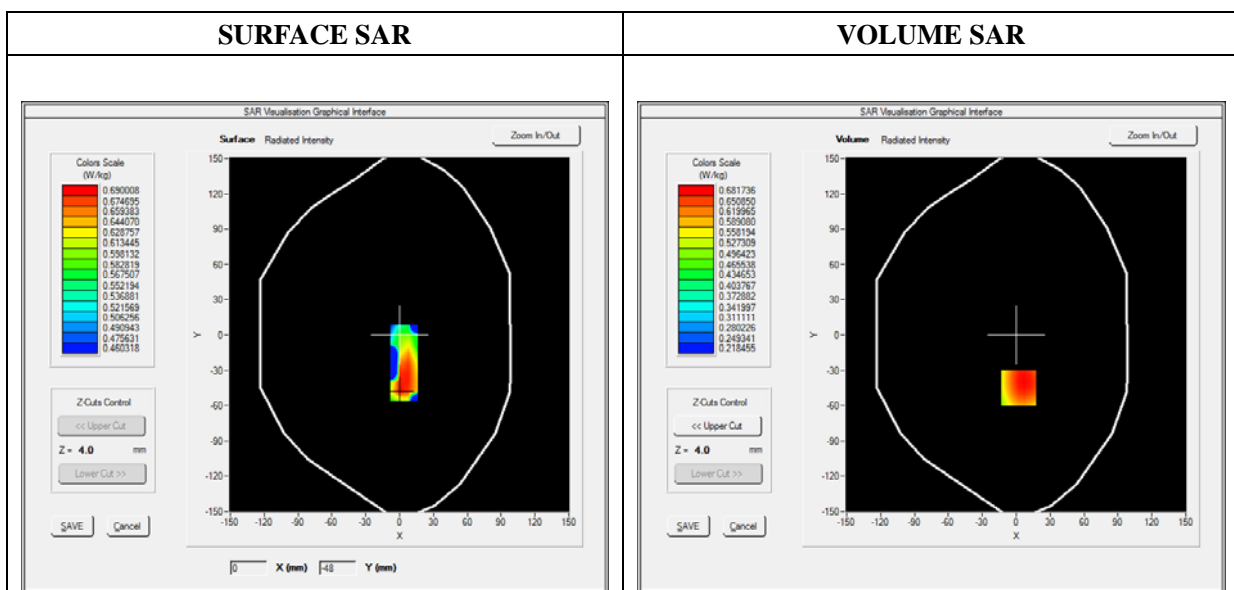 SURFACE SAR
VOLUME SAR
SAR Visualisation Graphical Interface
Surface Radiated Intensity
Zoom In/Out
Colors Scale
(W/kg)
0.690008
0.674695
0.659383
0.644070
0.628757
0.613445
0.598132
0.582819
0.567507
0.552194
0.536881
0.521569
0.506256
0.490943
0.475631
0.460318
Z-Cuts Control
<< Upper Cut
Z = 4.0 mm
Lower Cut >>
SAVE Cancel
150
120
90
60
30
0
-30
-60
-90
-120
-150
Y
-150 -120 -90 -60 -30 0 30 60 90 120 150
X
0 X (mm) -48 Y (mm)
SAR Visualisation Graphical Interface
Volume Radiated Intensity
Zoom In/Out
Colors Scale
(W/kg)
0.681736
0.650850
0.619965
0.589080
0.558194
0.527309
0.496423
0.465538
0.434653
0.403767
0.372882
0.341997
0.311111
0.280226
0.249341
0.218455
Z-Cuts Control
<< Upper Cut
Z = 4.0 mm
Lower Cut >>
SAVE Cancel
150
120
90
60
30
0
-30
-60
-90
-120
-150
Y
-150 -120 -90 -60 -30 0 30 60 90 120 150
X